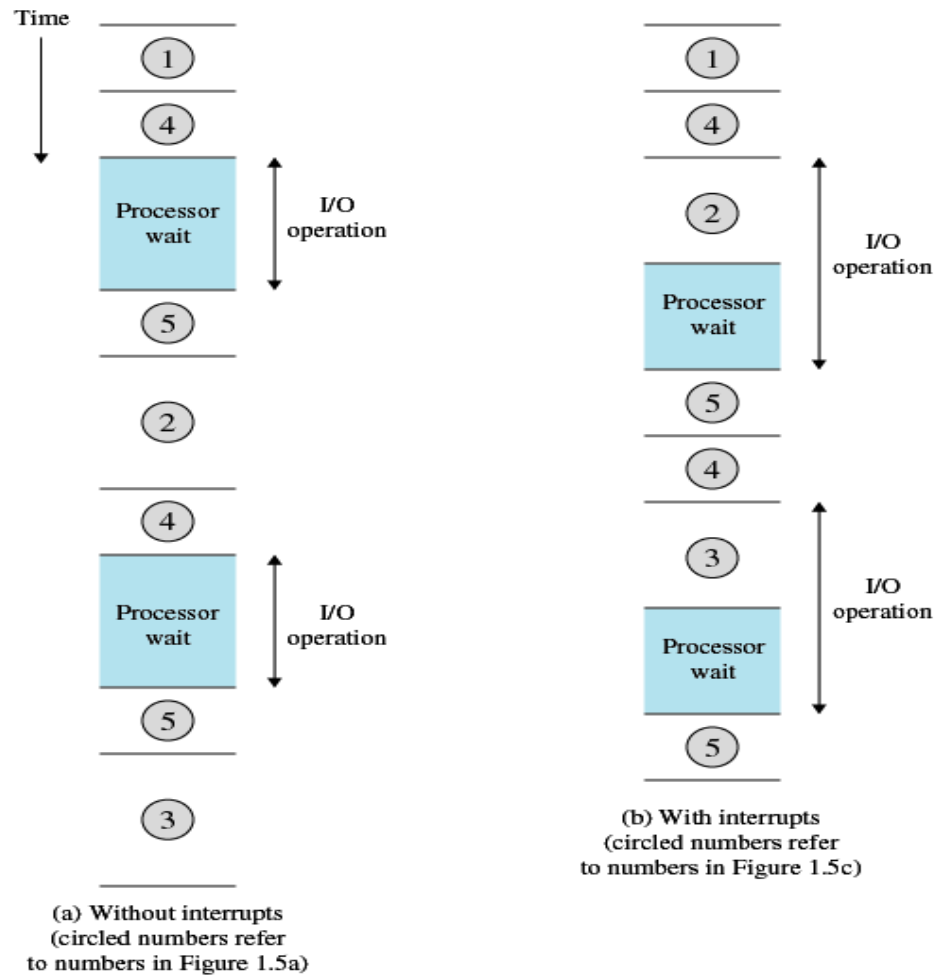 Time
1
4
Processor
wait
I/O
operation
5
2
4
Processor
wait
I/O
operation
5
3
(a) Without interrupts
(circled numbers refer
to numbers in Figure 1.5a)
1
4
2
I/O
operation
Processor
wait
5
4
3
I/O
operation
Processor
wait
5
(b) With interrupts
(circled numbers refer
to numbers in Figure 1.5c)